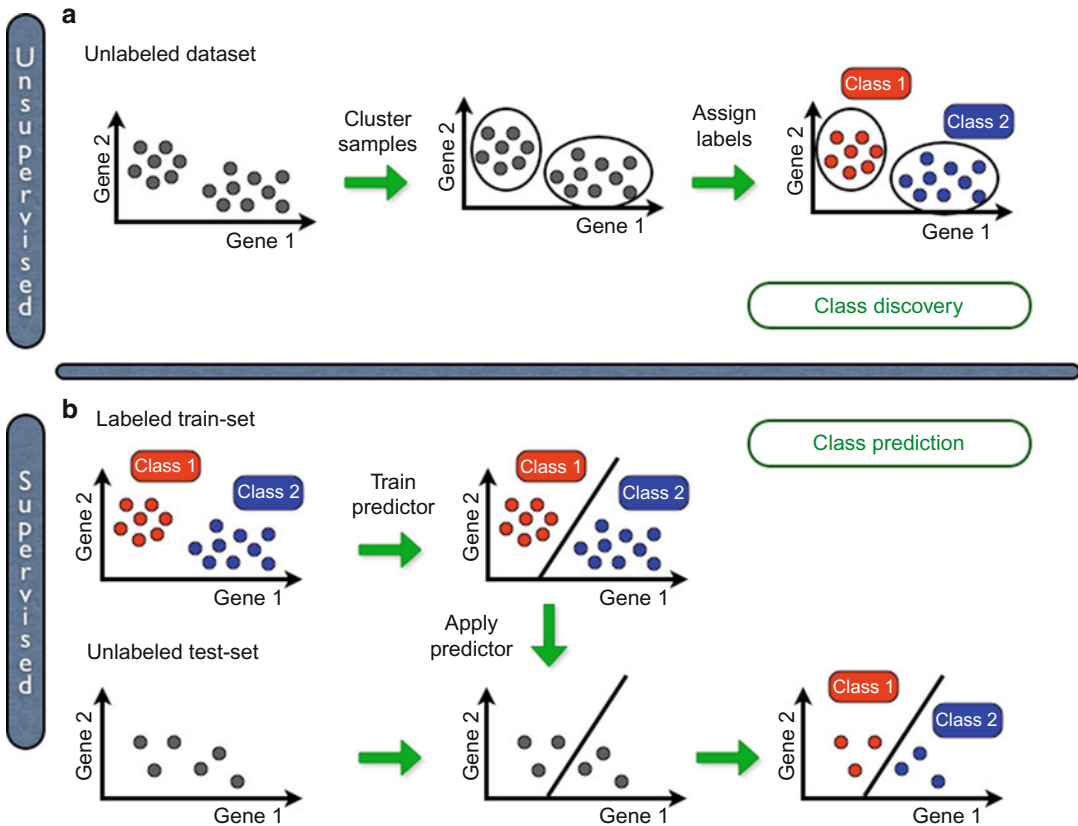 a
Unsupervised
Unlabeled dataset
Gene 2
Gene 1
Cluster
samples
Gene 2
Gene 1
Assign
labels
Class 1
Class 2
Gene 2
Gene 1
Class discovery
b
Supervised
Labeled train-set
Class 1
Class 2
Gene 2
Gene 1
Train
predictor
Class 1
Class 2
Gene 2
Gene 1
Class prediction
Apply
predictor
Unlabeled test-set
Gene 2
Gene 1
Gene 2
Gene 1
Class 1
Class 2
Gene 2
Gene 1